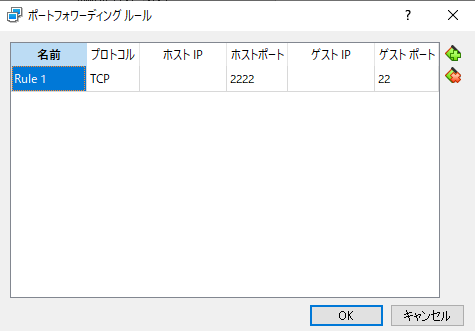 ポートフォワーディング ルール
名前 プロトコル ホスト IP ホストポート ゲスト IP ゲスト ポート
Rule 1 TCP 2222 22
OK キャンセル